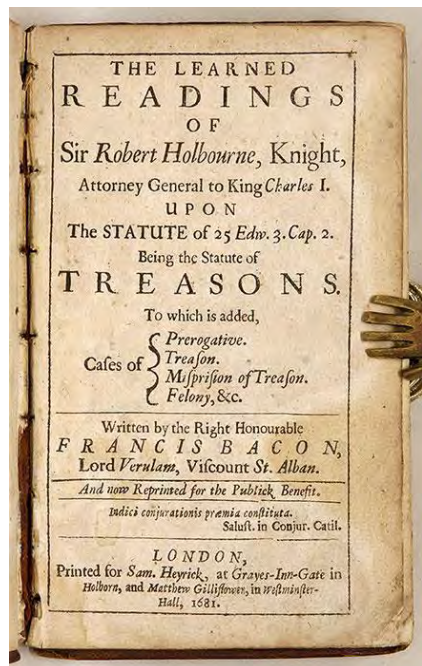 THE LEARNED
READINGS
OF
Sir Robert Holbourne, Knight,
Attorney General to King Charles I.
UPON
The STATUTE of 25 Edw. 3. Cap. 2.
Being the Statute of
TREASONS.
To which is added,
Caſes of { Prerogative.
Treaſon.
Miſpriſion of Treaſon.
Felony, &c.
Written by the Right Honourable
FRANCIS BACON,
Lord Verulam, Viſcount St. Alban.
And now Reprinted for the Publick Benefit.
Indici conjurationis præmia conſtituta.
Saluſt. in Conjur. Catil.
LONDON,
Printed for Sam. Heyrick, at Grayes-Inn-Gate in
Holborn, and Matthew Gilliflower, in Weſtminſter-
Hall, 1681.